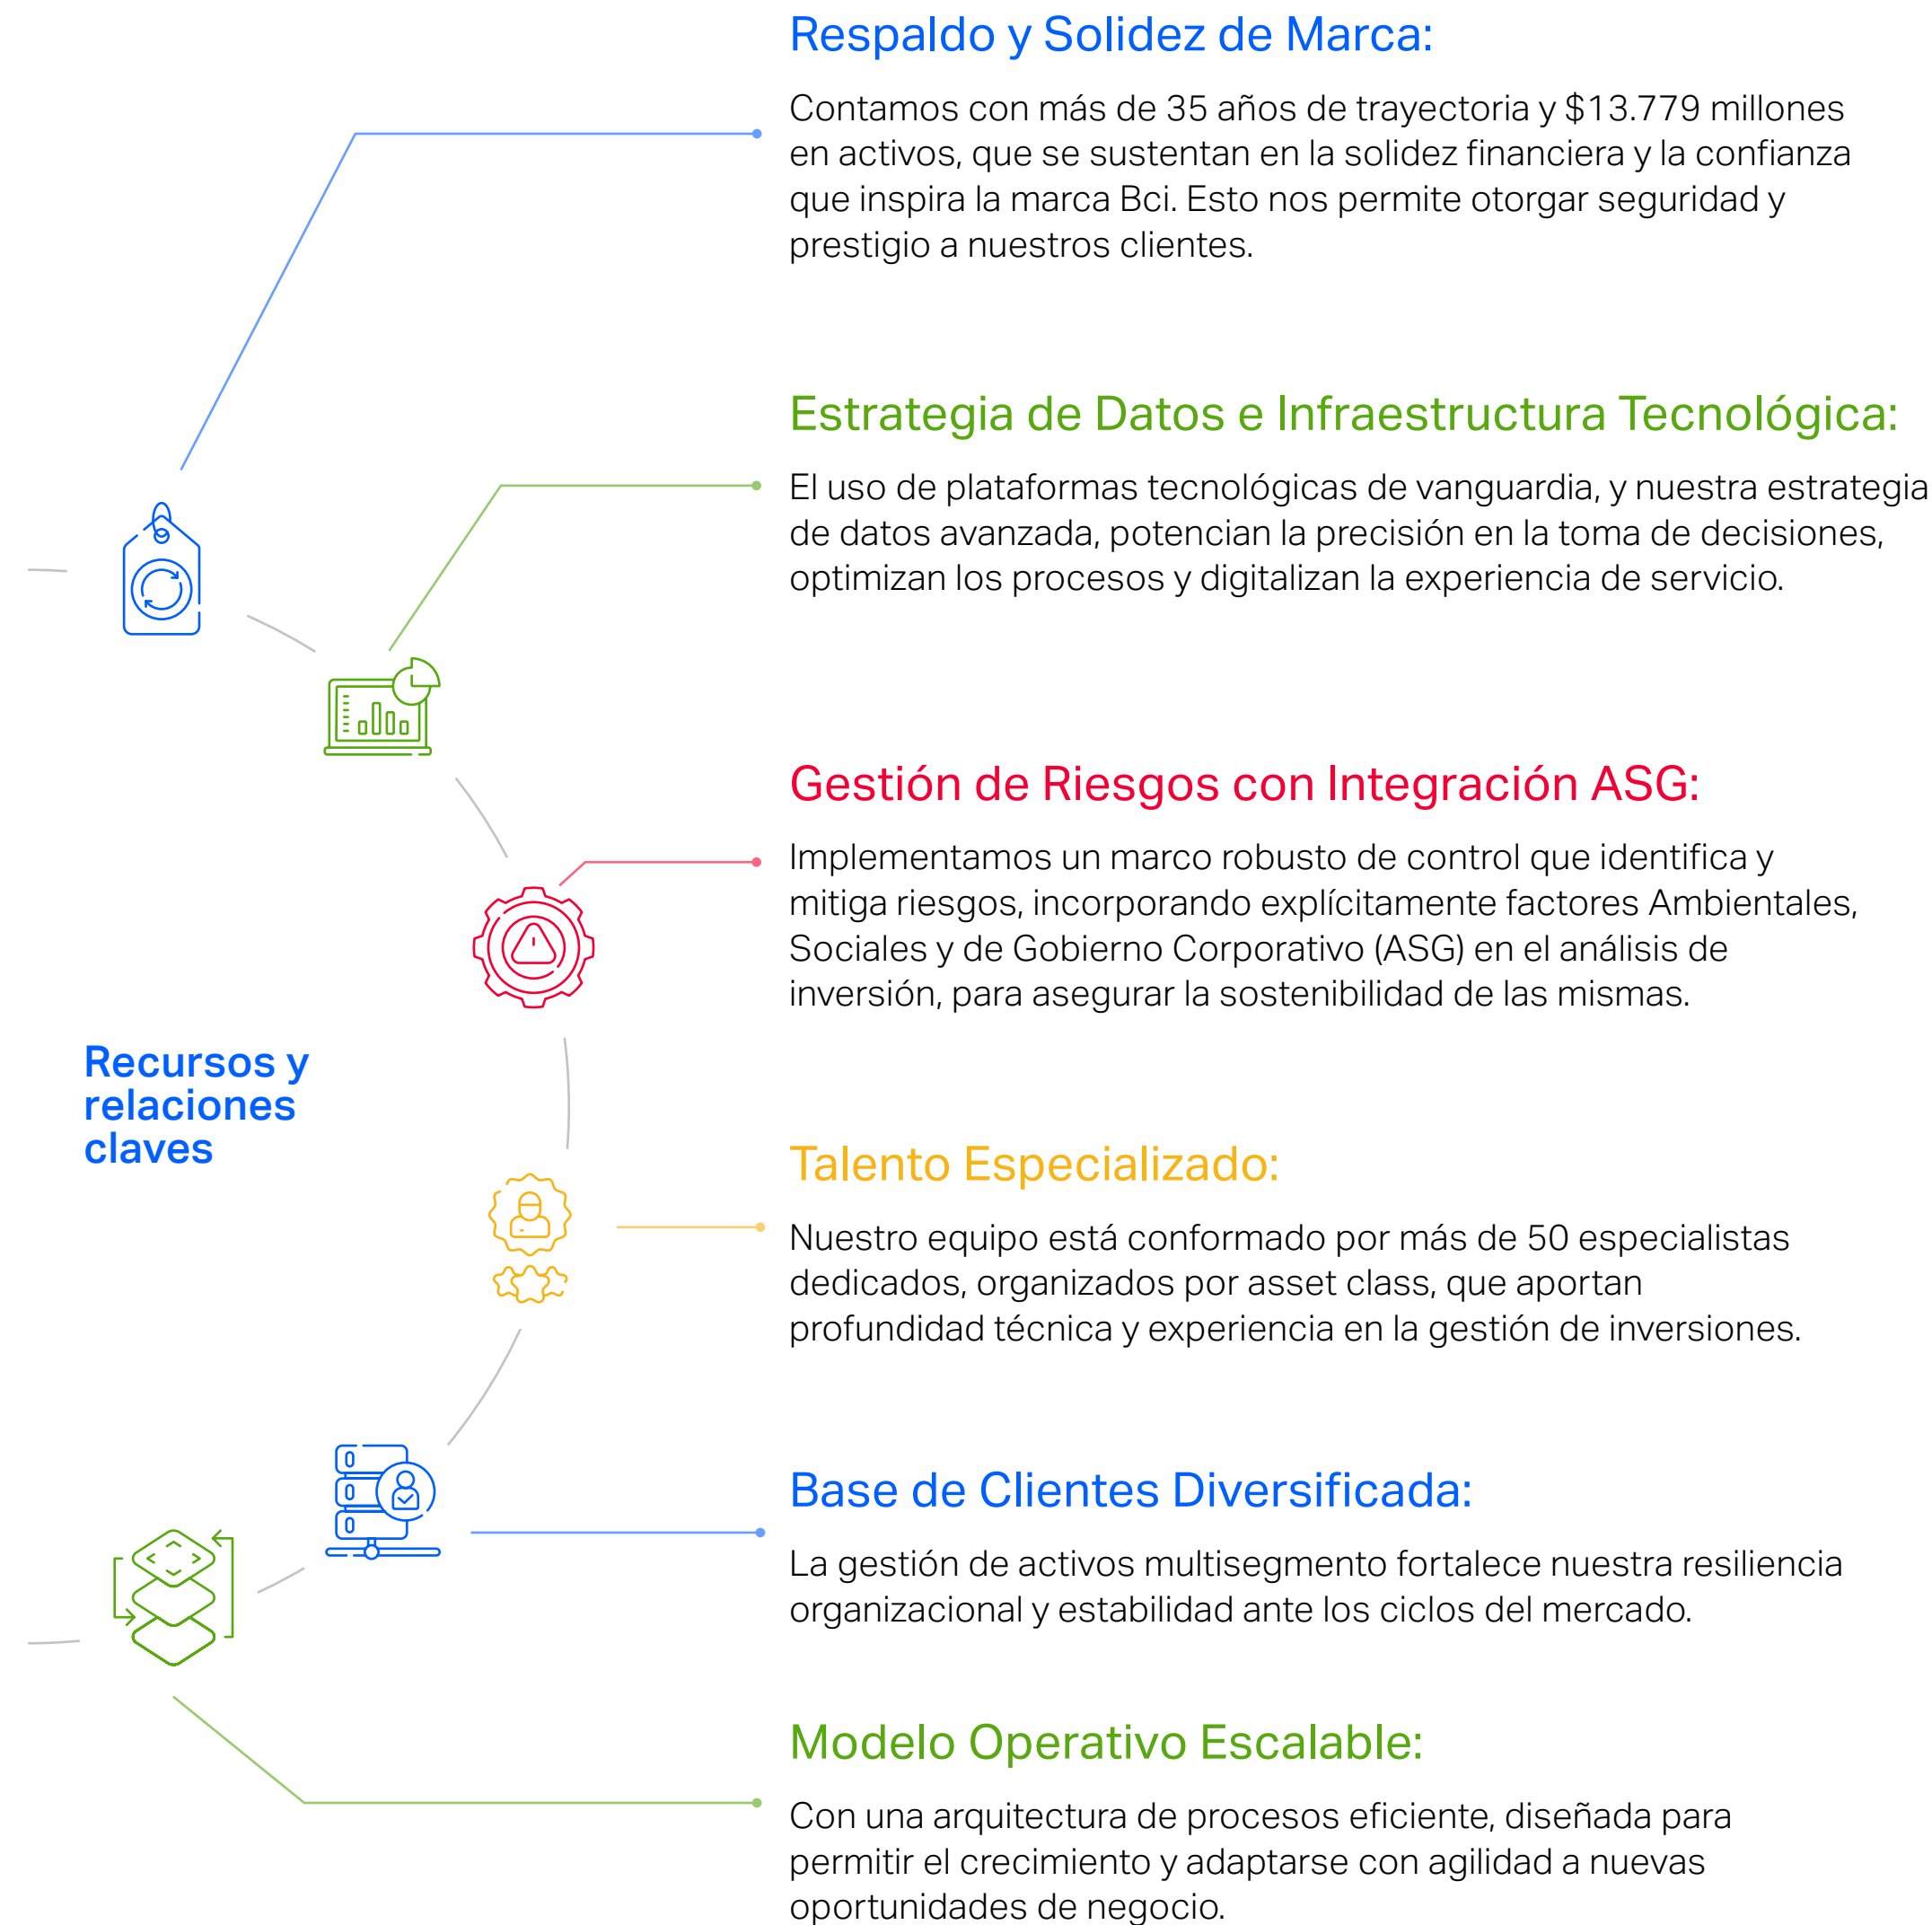 Respaldo y Solidez de Marca:
Contamos con más de 35 años de trayectoria y $13.779 millones
en activos, que se sustentan en la solidez financiera y la confianza
que inspira la marca Bci. Esto nos permite otorgar seguridad y
prestigio a nuestros clientes.
Estrategia de Datos e Infraestructura Tecnológica:
El uso de plataformas tecnológicas de vanguardia, y nuestra estrategia
de datos avanzada, potencian la precisión en la toma de decisiones,
optimizan los procesos y digitalizan la experiencia de servicio.
Gestión de Riesgos con Integración ASG:
Implementamos un marco robusto de control que identifica y
mitiga riesgos, incorporando explícitamente factores Ambientales,
Sociales y de Gobierno Corporativo (ASG) en el análisis de
inversión, para asegurar la sostenibilidad de las mismas.
Recursos y
relaciones
claves
Talento Especializado:
Nuestro equipo está conformado por más de 50 especialistas
dedicados, organizados por asset class, que aportan
profundidad técnica y experiencia en la gestión de inversiones.
Base de Clientes Diversificada:
La gestión de activos multisegmento fortalece nuestra resiliencia
organizacional y estabilidad ante los ciclos del mercado.
Modelo Operativo Escalable:
Con una arquitectura de procesos eficiente, diseñada para
permitir el crecimiento y adaptarse con agilidad a nuevas
oportunidades de negocio.